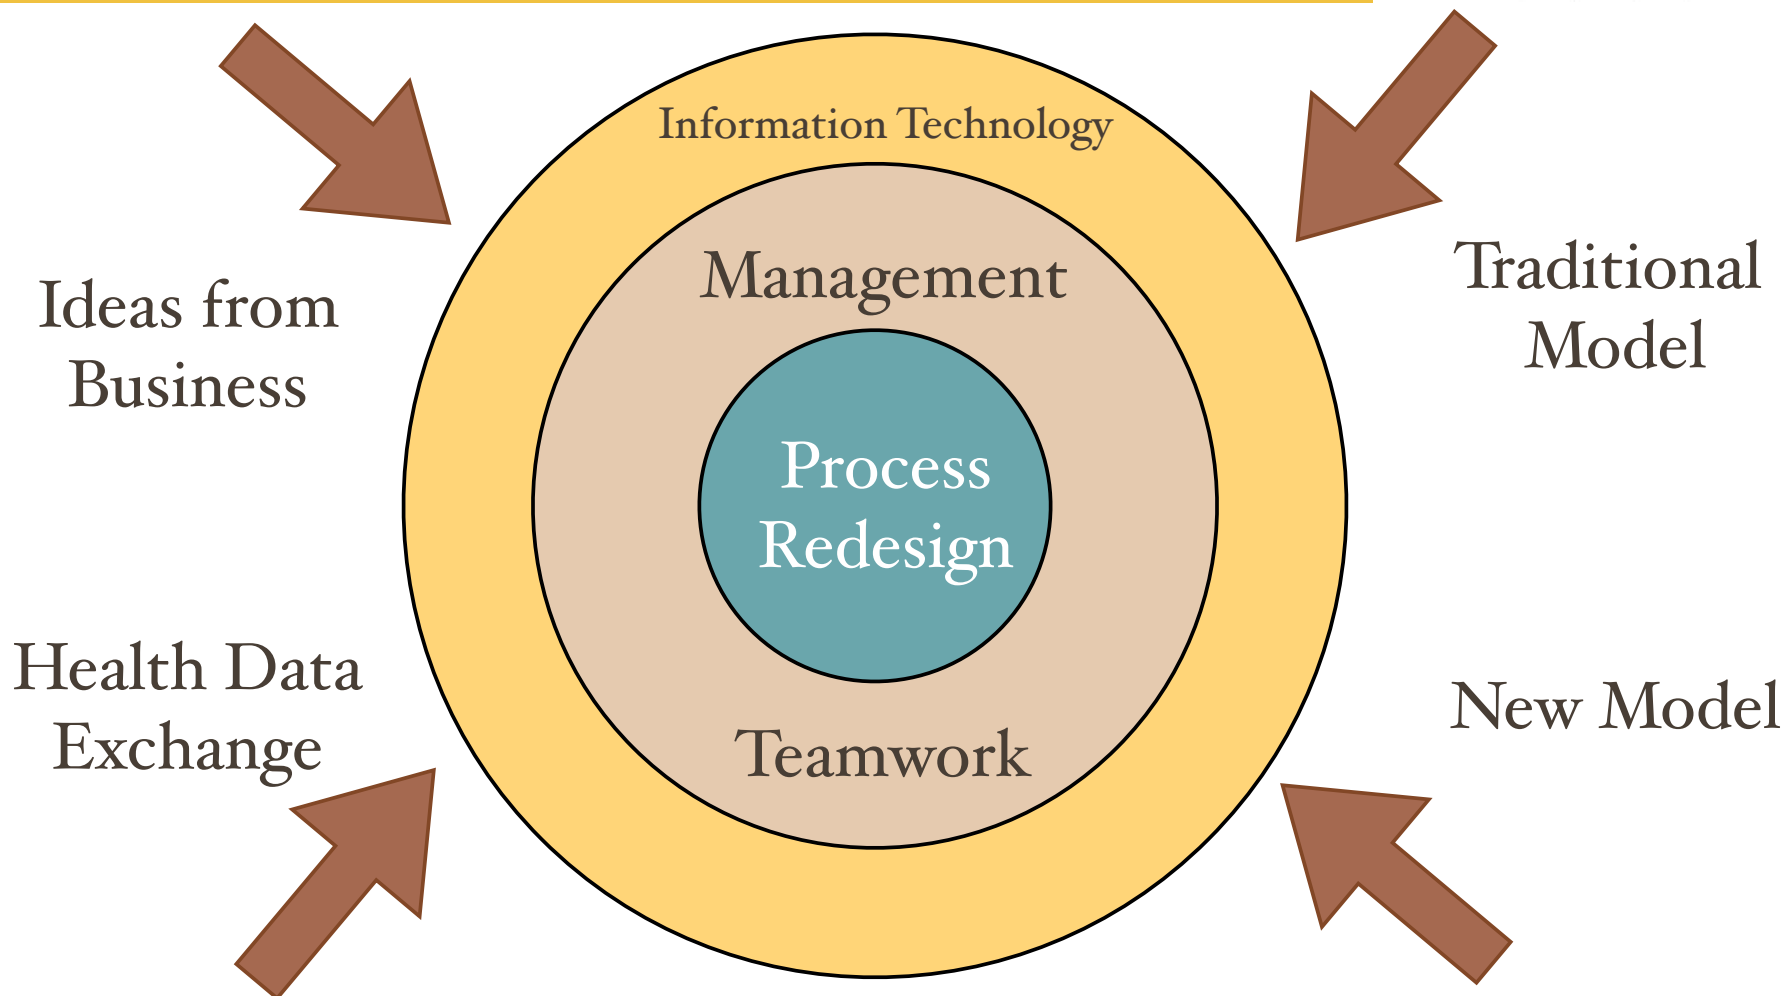 Information Technology
Management
Ideas from
Business
Traditional
Model
Process
Redesign
Health Data
Exchange
New Model
Teamwork